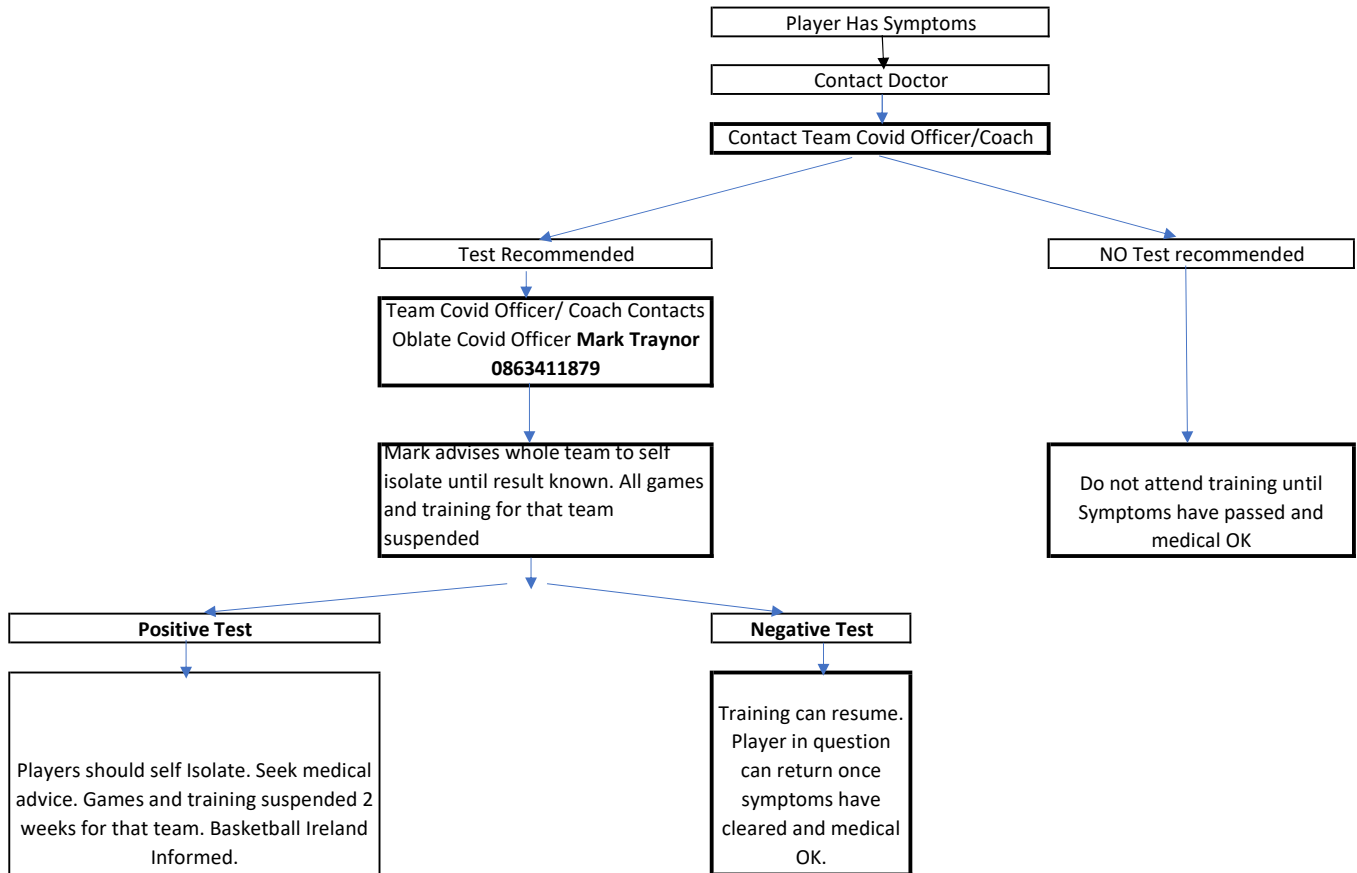 Player Has Symptoms
Contact Doctor
Contact Team Covid Officer/Coach
Test Recommended
NO Test recommended
Team Covid Officer/ Coach Contacts
Oblate Covid Officer Mark Traynor
0863411879
Mark advises whole team to self
isolate until result known. All games
and training for that team
suspended
Do not attend training until
Symptoms have passed and
medical OK
Positive Test
Negative Test
Players should self Isolate. Seek medical
advice. Games and training suspended 2
weeks for that team. Basketball Ireland
Informed.
Training can resume.
Player in question
can return once
symptoms have
cleared and medical
OK.